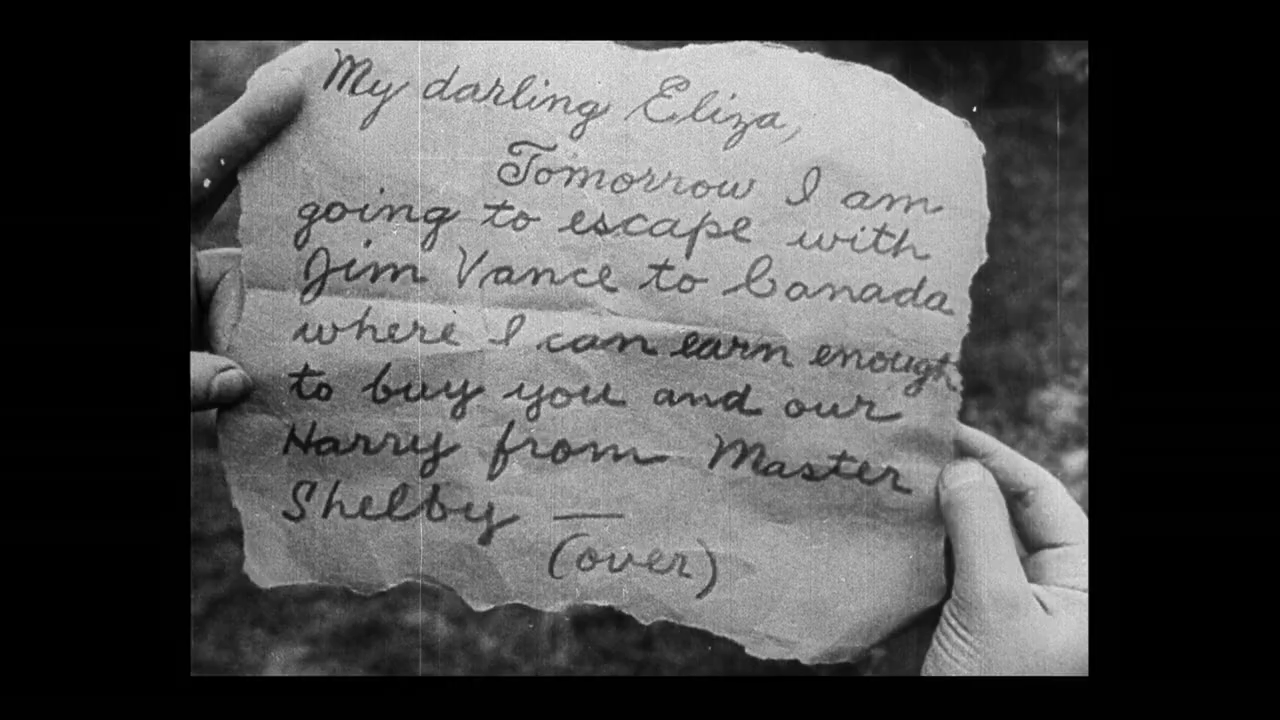 My darling Eliza,
Tomorrow I am
going to escape with
Jim Vance to Canada
where I can earn enough
to buy you and our
Harry from Master
Shelby —
(over)